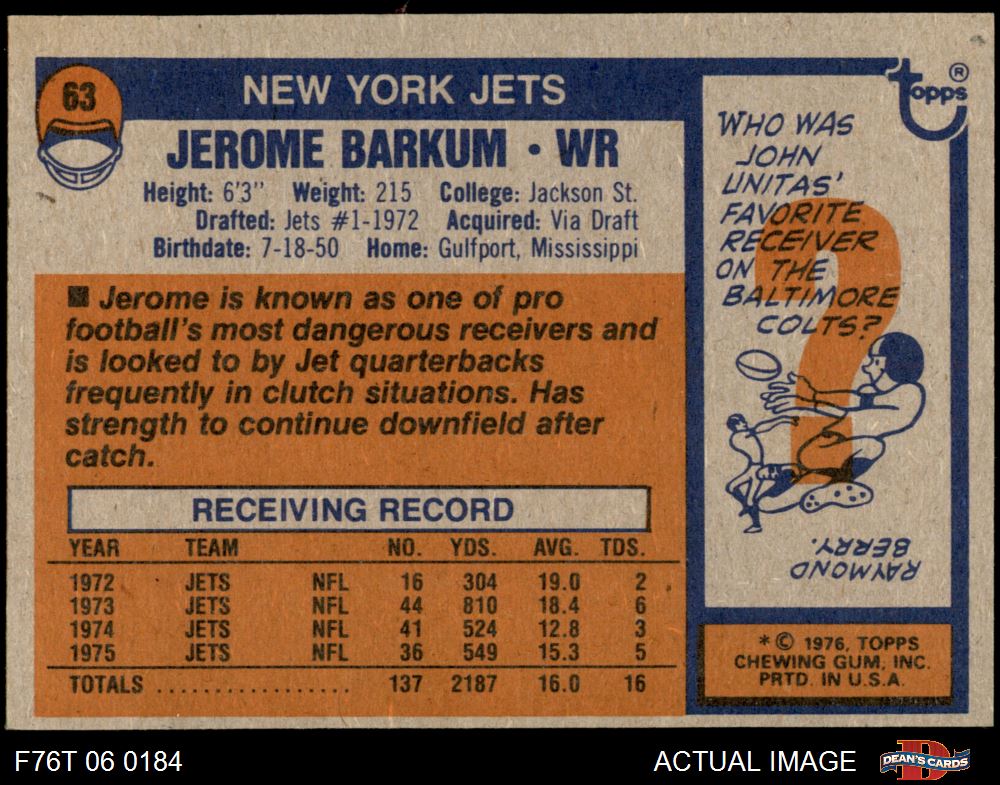 63
NEW YORK JETS
JEROME BARKUM • WR
Height: 6'3" Weight: 215 College: Jackson St.
Drafted: Jets #1-1972 Acquired: Via Draft
Birthdate: 7-18-50 Home: Gulfport, Mississippi
■ Jerome is known as one of pro
football's most dangerous receivers and
is looked to by Jet quarterbacks
frequently in clutch situations. Has
strength to continue downfield after
catch.
RECEIVING RECORD
YEAR TEAM NO. YDS. AVG. TDS.
1972 JETS NFL 16 304 19.0 2
1973 JETS NFL 44 810 18.4 6
1974 JETS NFL 41 524 12.8 3
1975 JETS NFL 36 549 15.3 5
TOTALS .................. 137 2187 16.0 16
topps ®
WHO WAS
JOHN
UNITAS'
FAVORITE
RECEIVER
ON THE
BALTIMORE
COLTS?
?
RAYMOND
BERRY.
*© 1976, TOPPS
CHEWING GUM, INC.
PRTD. IN U.S.A.
F76T 06 0184
ACTUAL IMAGE
D
DEAN'S CARDS